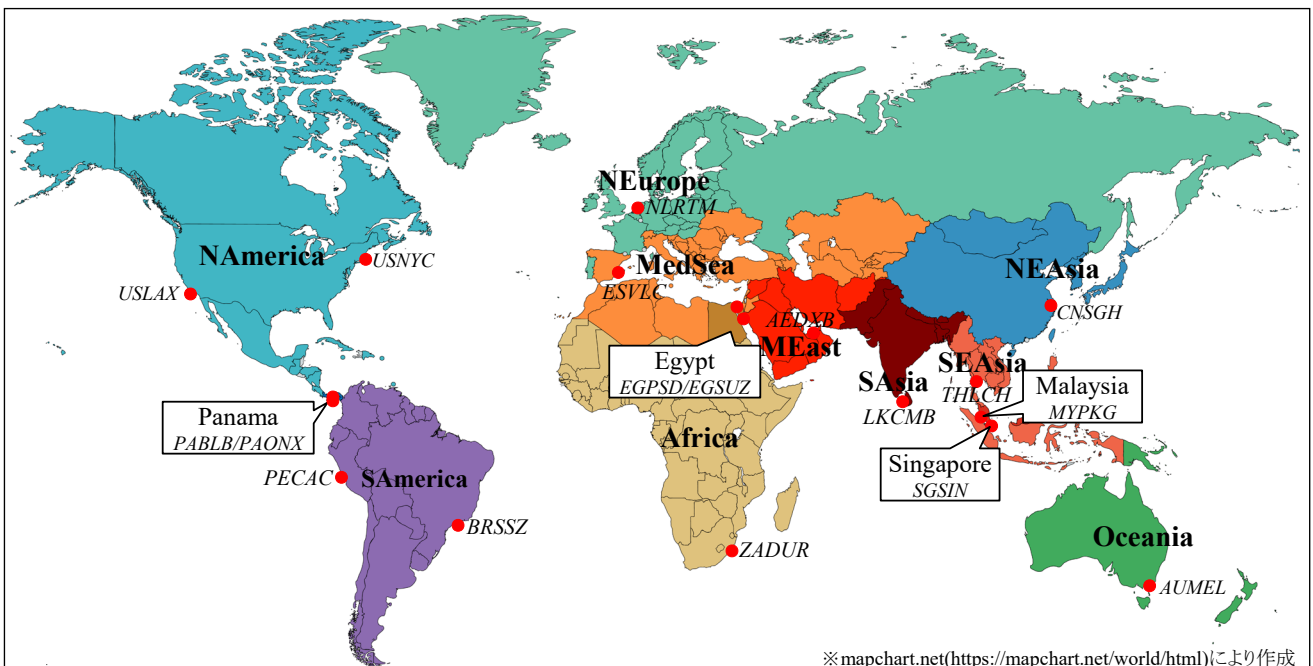 NEurope
NLRTM
NAmerica
USNYC
MedSea
ESVLC
NEAsia
USLAX
CNSGH
AEDXB
MEast
Egypt
EGPSD/EGSUZ
SEAsia
SAsia
THLCH
LKCMB
Malaysia
MYPKG
Panama
PABLB/PAONX
Africa
Singapore
SGSIN
PECAC
SAmerica
BRSSZ
ZADUR
Oceania
AUMEL
※mapchart.net(https://mapchart.net/world/html)により作成